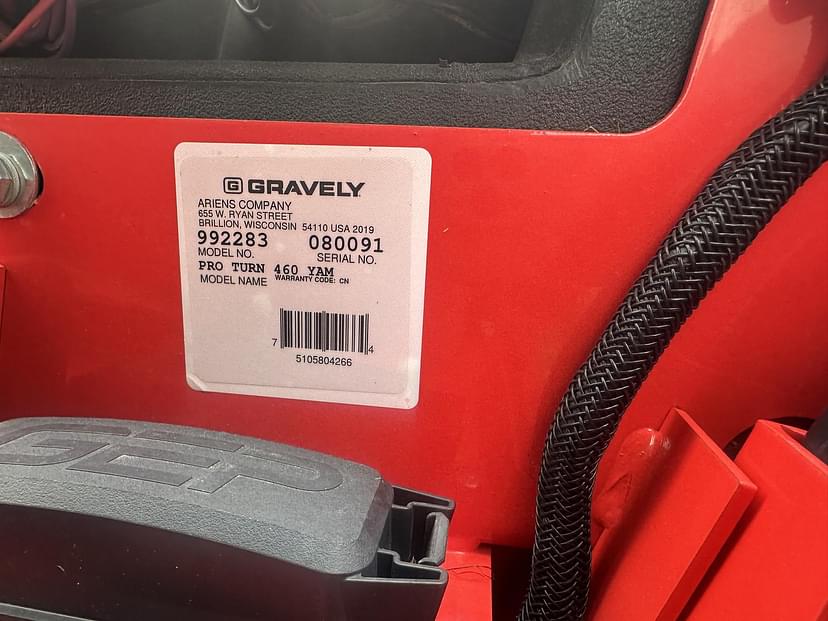 G GRAVELY
ARIENS COMPANY
655 W. RYAN STREET
BRILLION, WISCONSIN 54110 USA 2019
992283 080091
MODEL NO. SERIAL NO.
PRO TURN 460 YAM
MODEL NAME WARRANTY CODE: CN
7 4
5105804266
GEP